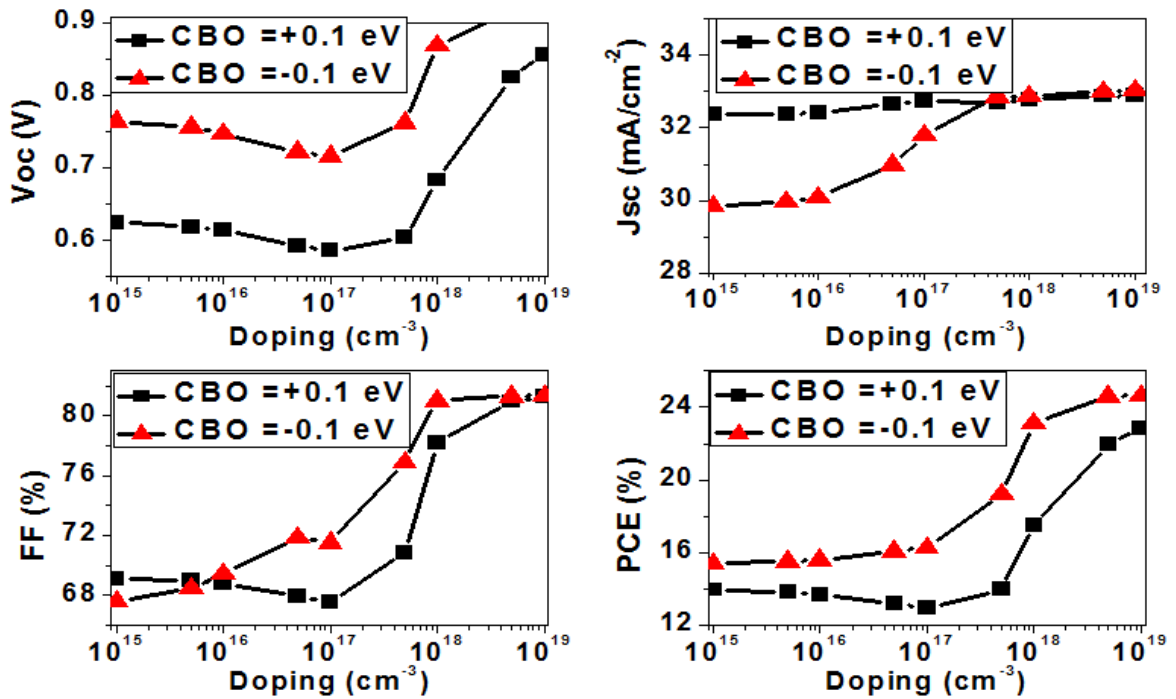 0.9
0.8
0.7
0.6
Voc (V)
CBO =+0.1 eV
CBO =-0.1 eV
10^15 10^16 10^17 10^18 10^19
Doping (cm^-3)
34
32
30
28
Jsc (mA/cm^-2)
CBO =+0.1 eV
CBO =-0.1 eV
10^15 10^16 10^17 10^18 10^19
Doping (cm^-3)
80
76
72
68
FF (%)
CBO =+0.1 eV
CBO =-0.1 eV
10^15 10^16 10^17 10^18 10^19
Doping (cm^-3)
24
20
16
12
PCE (%)
CBO =+0.1 eV
CBO =-0.1 eV
10^15 10^16 10^17 10^18 10^19
Doping (cm^-3)